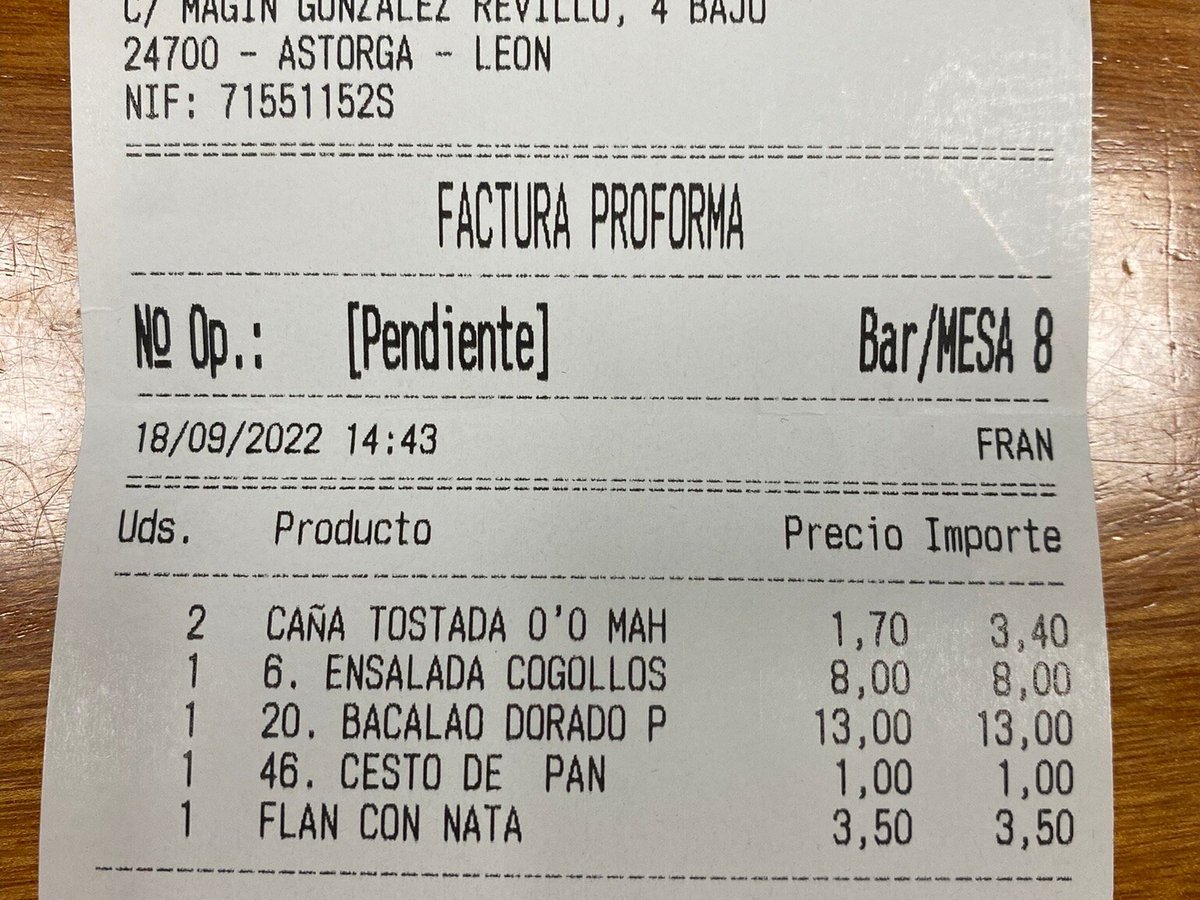 C/ MAGIN GONZALEZ REVILLO, 4 BAJO
24700 - ASTORGA - LEON
NIF: 71551152S
FACTURA PROFORMA
Nº Op.: [Pendiente] Bar/MESA 8
18/09/2022 14:43 FRAN
Uds. Producto Precio Importe
2 CAÑA TOSTADA 0'0 MAH 1,70 3,40
1 6. ENSALADA COGOLLOS 8,00 8,00
1 20. BACALAO DORADO P 13,00 13,00
1 46. CESTO DE PAN 1,00 1,00
1 FLAN CON NATA 3,50 3,50